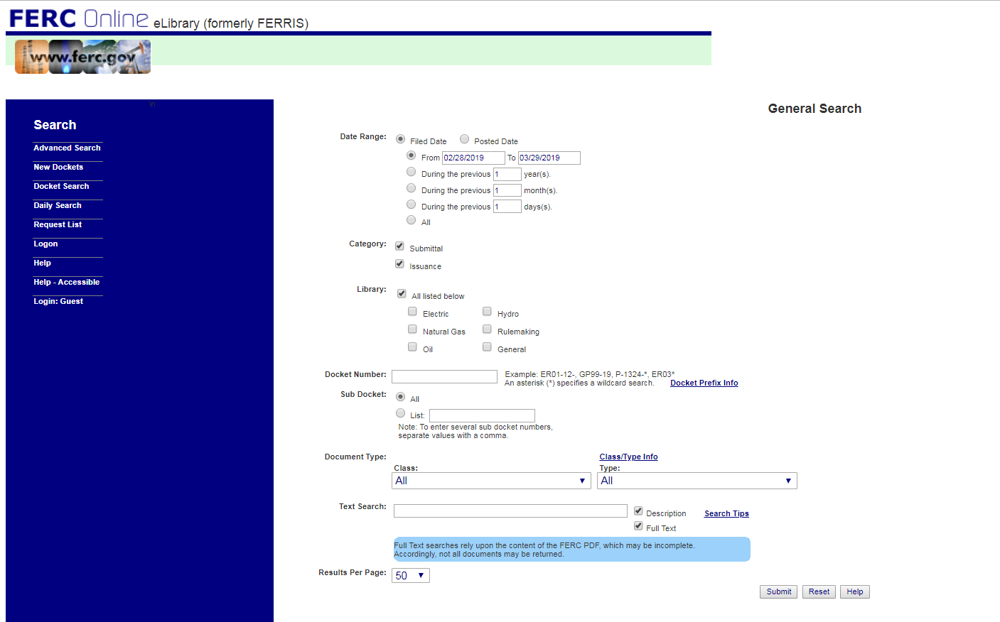 FERC Online eLibrary (formerly FERRIS)
www.ferc.gov
\n
Search
Advanced Search
New Dockets
Docket Search
Daily Search
Request List
Logon
Help
Help - Accessible
Login: Guest
General Search
Date Range: Filed Date Posted Date
From 02/28/2019 To 03/29/2019
During the previous 1 year(s).
During the previous 1 month(s).
During the previous 1 days(s).
All
Category: Submittal
Issuance
Library: All listed below
Electric Hydro
Natural Gas Rulemaking
Oil General
Docket Number: Example: ER01-12-, GP99-19, P-1324-*, ER03*
An asterisk (*) specifies a wildcard search. Docket Prefix Info
Sub Docket: All
List:
Note: To enter several sub docket numbers,
separate values with a comma.
Document Type: Class/Type Info
Class: Type:
All All
Text Search: Description Search Tips
Full Text
Full Text searches rely upon the content of the FERC PDF, which may be incomplete.
Accordingly, not all documents may be returned.
Results Per Page: 50
Submit Reset Help